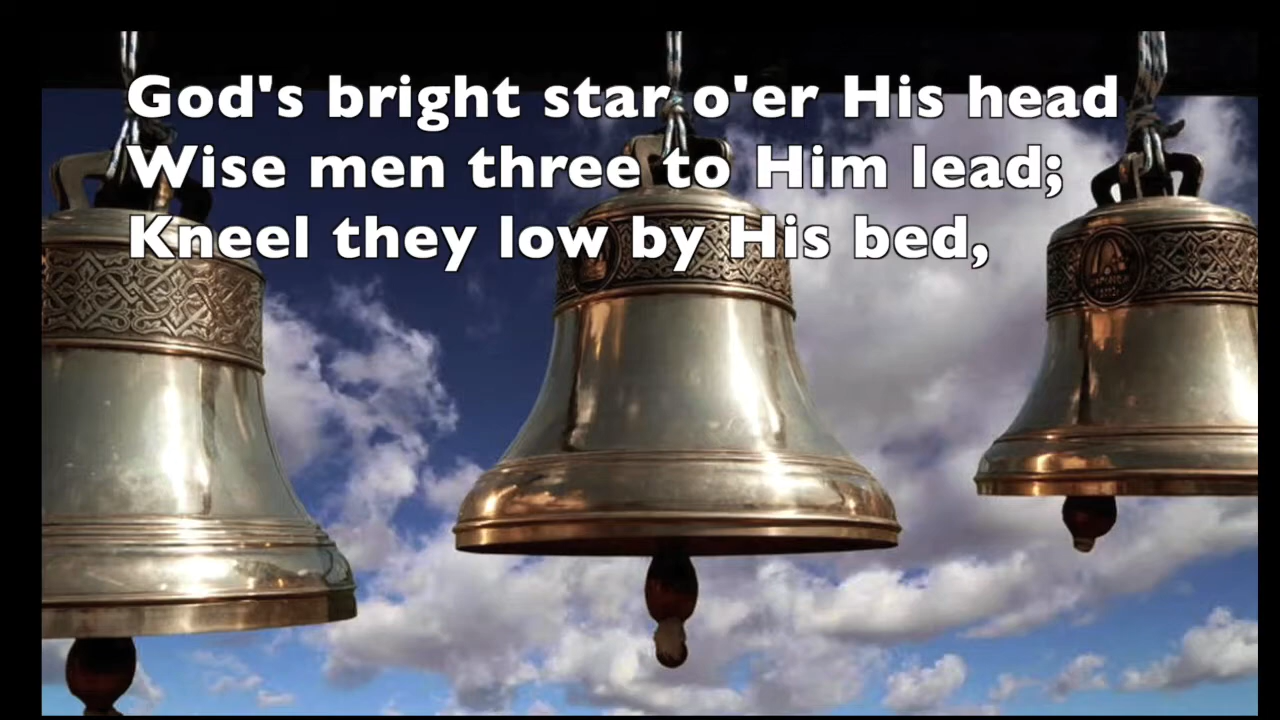 God's bright star o'er His head
Wise men three to Him lead;
Kneel they low by His bed,